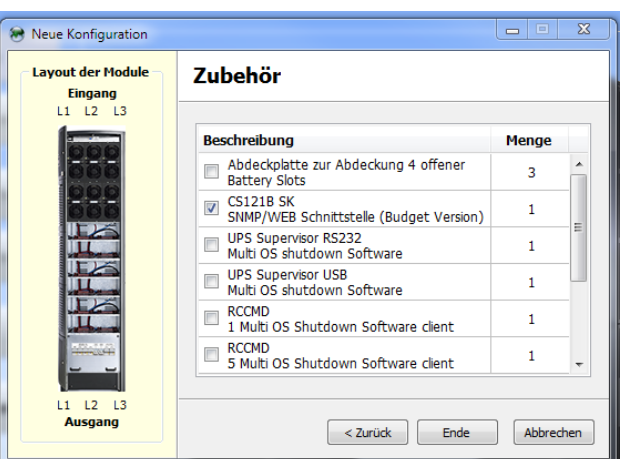 Neue Konfiguration
Layout der Module
Eingang
L1 L2 L3
L1 L2 L3
Ausgang
Zubehör
Beschreibung Menge
Abdeckplatte zur Abdeckung 4 offener
Battery Slots
3
CS121B SK
SNMP/WEB Schnittstelle (Budget Version)
1
UPS Supervisor RS232
Multi OS shutdown Software
1
UPS Supervisor USB
Multi OS shutdown Software
1
RCCMD
1 Multi OS Shutdown Software client
1
RCCMD
5 Multi OS Shutdown Software client
1
< Zurück Ende Abbrechen